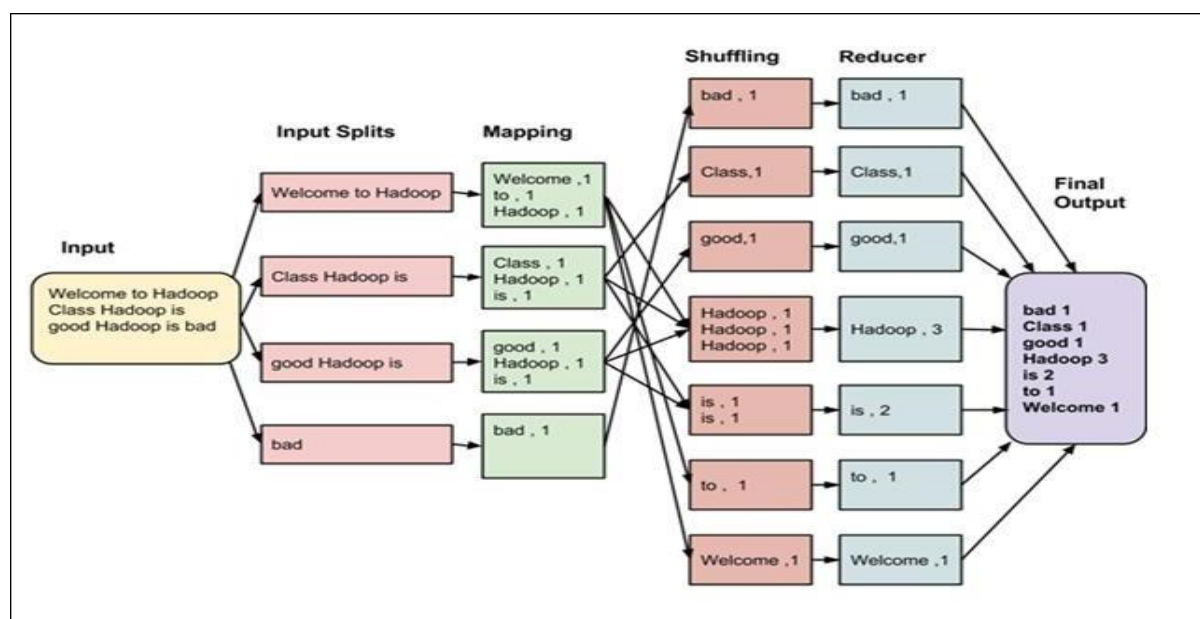 Input
Welcome to Hadoop
Class Hadoop is
good Hadoop is bad
Input Splits
Welcome to Hadoop
Class Hadoop is
good Hadoop is
bad
Mapping
Welcome ,1
to , 1
Hadoop , 1
Class , 1
Hadoop , 1
is , 1
good , 1
Hadoop , 1
is , 1
bad , 1
Shuffling
bad , 1
Class,1
good,1
Hadoop , 1
Hadoop , 1
Hadoop , 1
is , 1
is , 1
to , 1
Welcome ,1
Reducer
bad , 1
Class,1
good,1
Hadoop , 3
is , 2
to , 1
Welcome ,1
Final
Output
bad 1
Class 1
good 1
Hadoop 3
is 2
to 1
Welcome 1